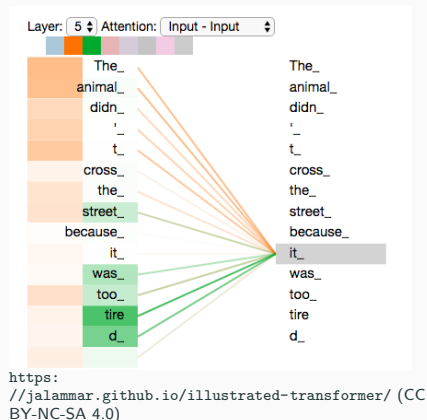 Layer: 5 Attention: Input - Input
The_ The_
animal_ animal_
didn_ didn_
'_ '_
t_ t_
cross_ cross_
the_ the_
street_ street_
because_ because_
it_ it_
was_ was_
too_ too_
tire tire
d_ d_
https:
//jalammar.github.io/illustrated-transformer/ (CC
BY-NC-SA 4.0)